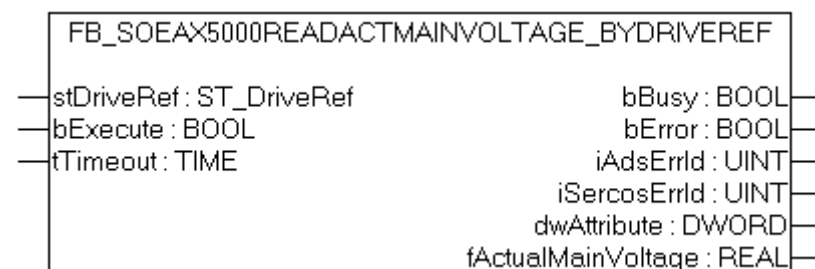 FB_SOEAX5000READACTMAINVOLTAGE_BYDRIVEREF
stDriveRef : ST_DriveRef bBusy : BOOL
bExecute : BOOL bError : BOOL
tTimeout : TIME iAdsErrId : UINT
iSercosErrId : UINT
dwAttribute : DWORD
fActualMainVoltage : REAL